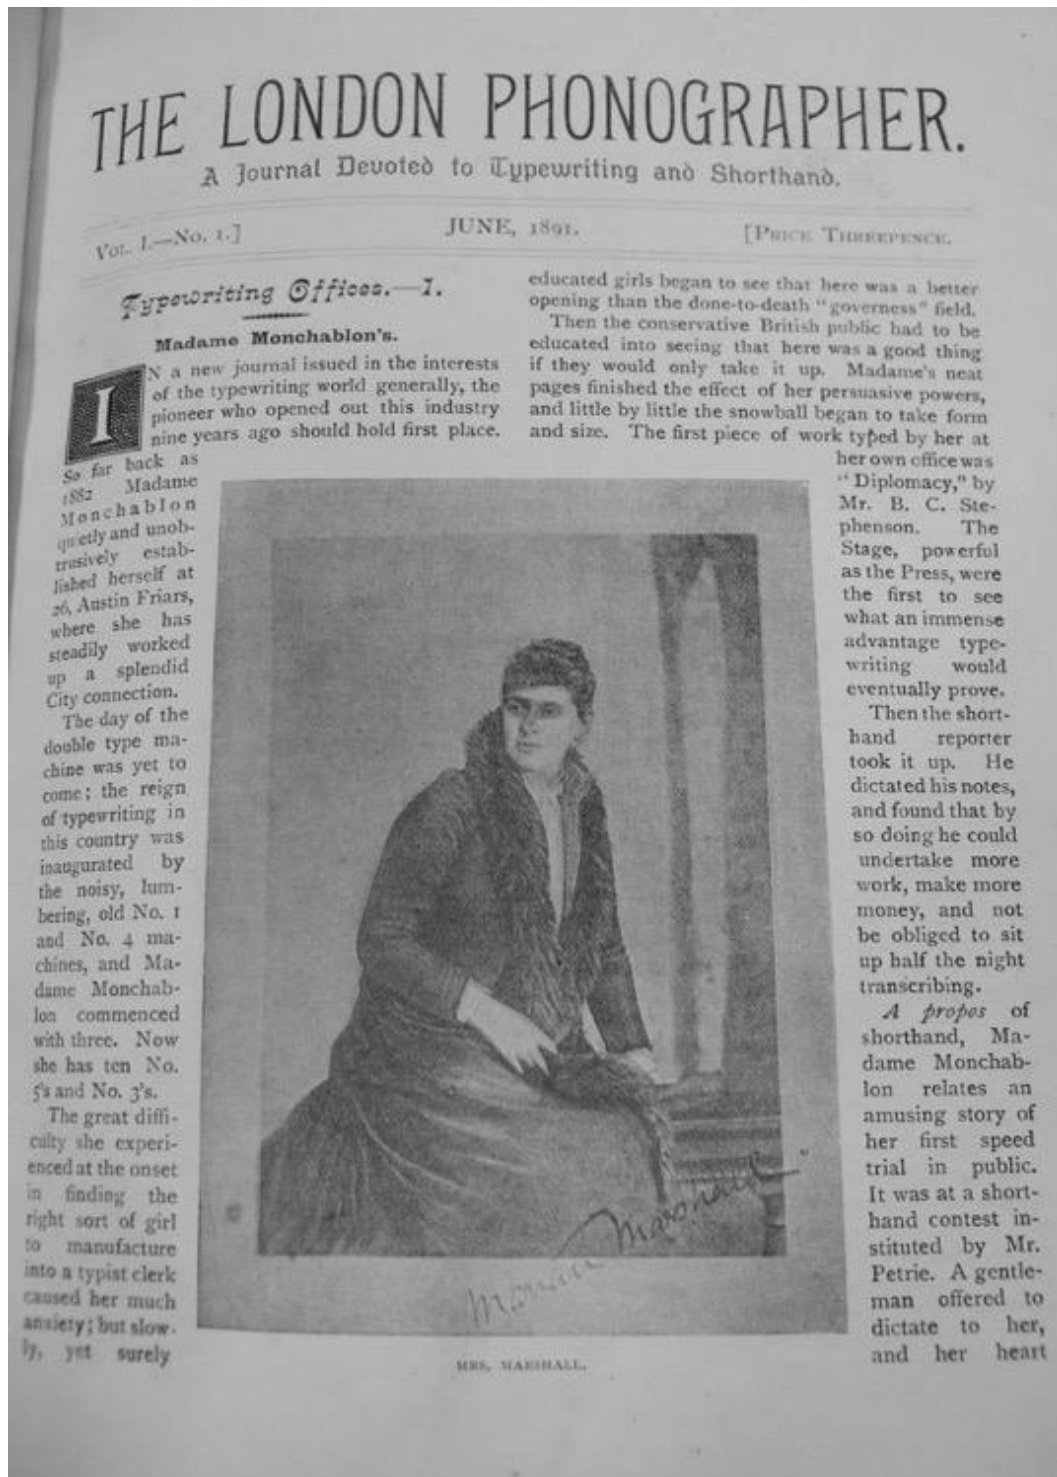 THE LONDON PHONOGRAPHER.
A Journal Devoted to Typewriting and Shorthand.
VOL. I.—No. 1.]
JUNE, 1891.
[PRICE THREEPENCE.
Typewriting Offices.—I.
Madame Monchablon's.
IN a new journal issued in the interests
of the typewriting world generally, the
pioneer who opened out this industry
nine years ago should hold first place.
So far back as
1882 Madame
Monchablon
quietly and unob-
trusively estab-
lished herself at
26, Austin Friars,
where she has
steadily worked
up a splendid
City connection.
The day of the
double type ma-
chine was yet to
come; the reign
of typewriting in
this country was
inaugurated by
the noisy, lum-
bering, old No. 1
and No. 4 ma-
chines, and Ma-
dame Monchab-
lon commenced
with three. Now
she has ten No.
5's and No. 3's.
The great diffi-
culty she experi-
enced at the onset
in finding the
right sort of girl
to manufacture
into a typist clerk
caused her much
anxiety; but slow-
ly, yet surely
educated girls began to see that here was a better
opening than the done-to-death "governess" field.
Then the conservative British public had to be
educated into seeing that here was a good thing
if they would only take it up. Madame's neat
pages finished the effect of her persuasive powers,
and little by little the snowball began to take form
and size. The first piece of work typed by her at
her own office was
"Diplomacy," by
Mr. B. C. Ste-
phenson. The
Stage, powerful
as the Press, were
the first to see
what an immense
advantage type-
writing would
eventually prove.
Then the short-
hand reporter
took it up. He
dictated his notes,
and found that by
so doing he could
undertake more
work, make more
money, and not
be obliged to sit
up half the night
transcribing.
A propos of
shorthand, Ma-
dame Monchab-
lon relates an
amusing story of
her first speed
trial in public.
It was at a short-
hand contest in-
stituted by Mr.
Petrie. A gentle-
man offered to
dictate to her,
and her heart
Marshall
MRS. MARSHALL.